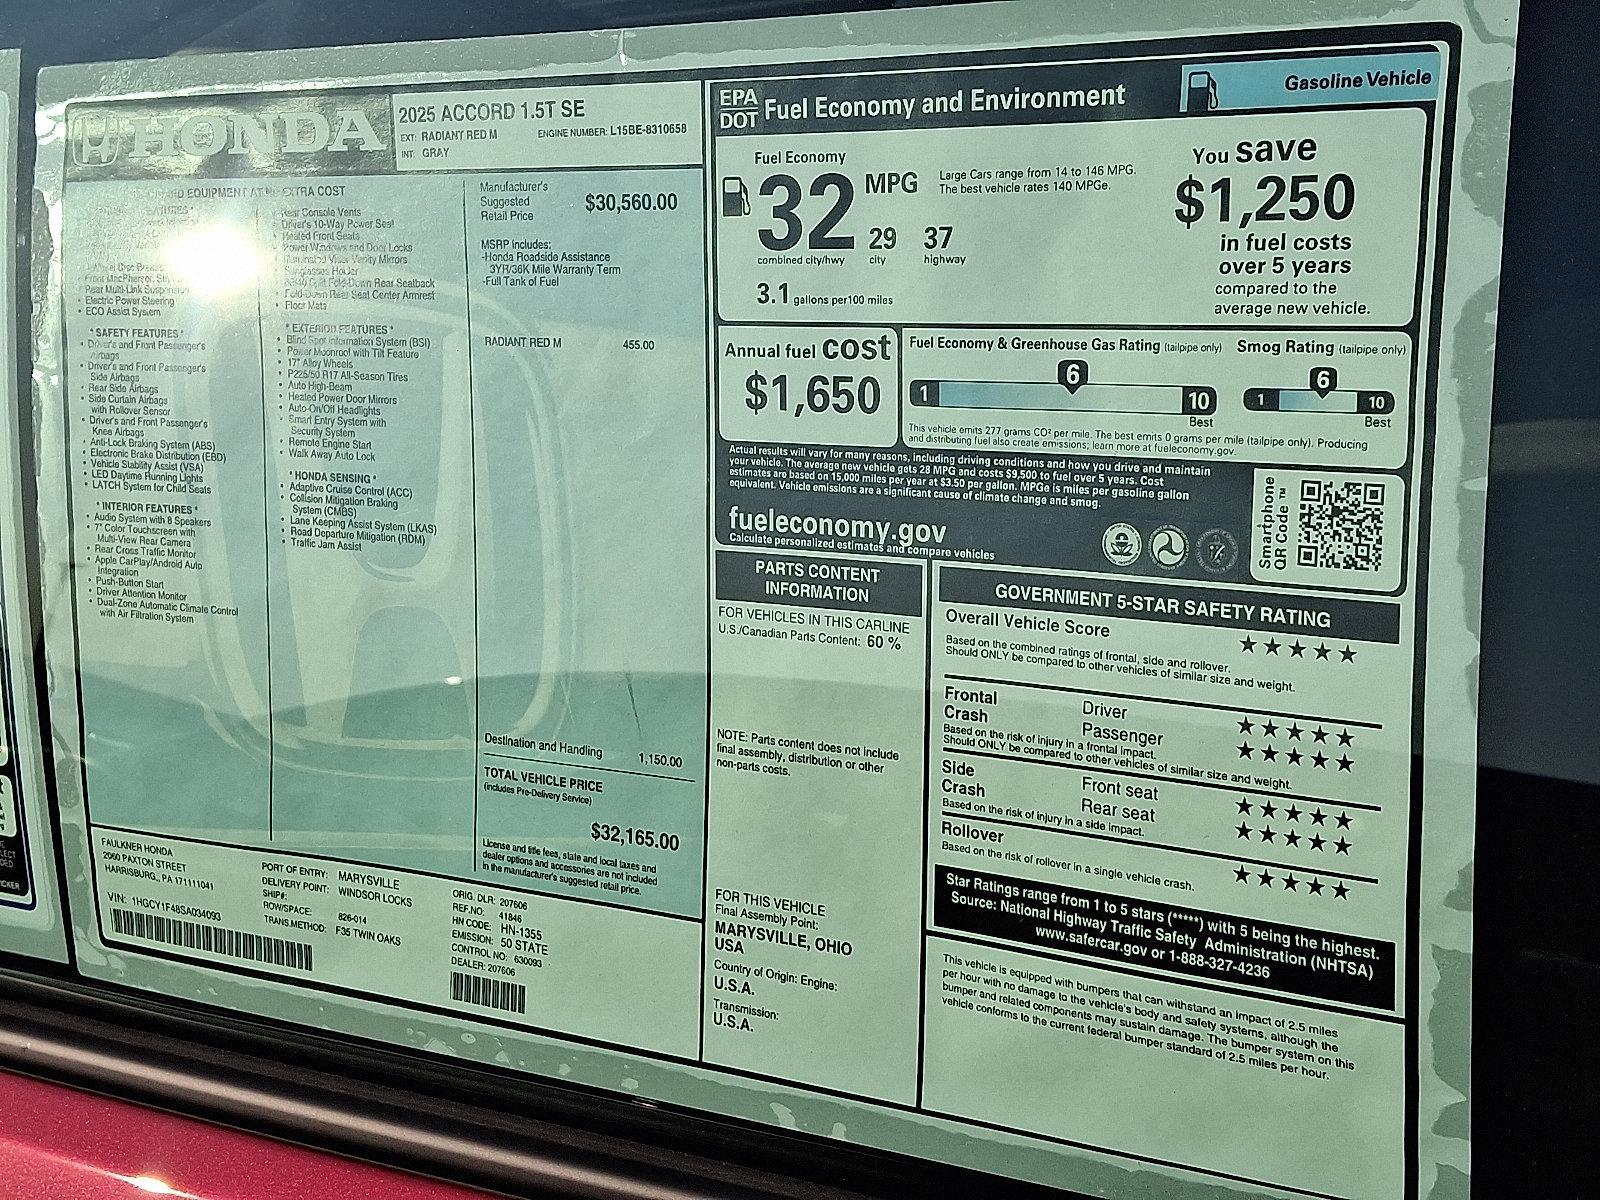 HONDA
2025 ACCORD 1.5T SE
EXT: RADIANT RED M
ENGINE NUMBER: L15BE-8310658
INT: GRAY
EQUIPMENT AT EXTRA COST
4-Wheel Disc Brakes
Rear Multi-Link Suspension
• Electric Power Steering
• ECO Assist System
* SAFETY FEATURES *
• Driver's and Front Passenger's
Airbags
• Driver's and Front Passenger's
Side Airbags
• Rear Side Airbags
• Side Curtain Airbags
with Rollover Sensor
• Driver's and Front Passenger's
Knee Airbags
• Anti-Lock Braking System (ABS)
• Electronic Brake Distribution (EBD)
• Vehicle Stability Assist (VSA)
• LED Daytime Running Lights
• LATCH System for Child Seats
* INTERIOR FEATURES *
• Audio System with 8 Speakers
• 7" Color Touchscreen with
Multi-View Rear Camera
• Rear Cross Traffic Monitor
• Apple CarPlay/Android Auto
Integration
• Push-Button Start
• Driver Attention Monitor
• Dual-Zone Automatic Climate Control
with Air Filtration System
• Rear Console Vents
• Driver's 10-Way Power Seat
• Heated Front Seats
• Power Windows and Door Locks
• Illuminated Visor Vanity Mirrors
• Sunglasses Holder
• 60/40 Split Fold-Down Rear Seatback
• Fold-Down Rear Seat Center Armrest
• Floor Mats
* EXTERIOR FEATURES *
• Blind Spot Information System (BSI)
• Power Moonroof with Tilt Feature
• 17" Alloy Wheels
• P225/50 R17 All-Season Tires
• Auto High-Beam
• Heated Power Door Mirrors
• Auto-On/Off Headlights
• Smart Entry System with
Security System
• Remote Engine Start
• Walk Away Auto Lock
* HONDA SENSING *
• Adaptive Cruise Control (ACC)
• Collision Mitigation Braking
System (CMBS)
• Lane Keeping Assist System (LKAS)
• Road Departure Mitigation (RDM)
• Traffic Jam Assist
Manufacturer's
Suggested
Retail Price
$30,560.00
MSRP includes:
-Honda Roadside Assistance
3YR/36K Mile Warranty Term
-Full Tank of Fuel
RADIANT RED M 455.00
Destination and Handling 1,150.00
TOTAL VEHICLE PRICE
(includes Pre-Delivery Service)
$32,165.00
License and title fees, state and local taxes and
dealer options and accessories are not included
in the manufacturer's suggested retail price.
FAULKNER HONDA
2060 PAXTON STREET
HARRISBURG,, PA 171111041
VIN: 1HGCY1F48SA034093
PORT OF ENTRY: MARYSVILLE
DELIVERY POINT: WINDSOR LOCKS
SHIP#:
ROW/SPACE: 826-014
TRANS.METHOD: F35 TWIN OAKS
ORIG. DLR: 207606
REF.NO: 41846
HN CODE: HN-1355
EMISSION: 50 STATE
CONTROL NO: 630093
DEALER: 207606
EPA
DOT
Fuel Economy and Environment
Gasoline Vehicle
Fuel Economy
32 MPG
29
37
combined city/hwy
city
highway
3.1 gallons per 100 miles
Large Cars range from 14 to 146 MPG.
The best vehicle rates 140 MPGe.
You save
$1,250
in fuel costs
over 5 years
compared to the
average new vehicle.
Annual fuel cost
$1,650
Fuel Economy & Greenhouse Gas Rating (tailpipe only)
1
6
10
Best
Smog Rating (tailpipe only)
1
6
10
Best
This vehicle emits 277 grams CO² per mile. The best emits 0 grams per mile (tailpipe only). Producing
and distributing fuel also create emissions; learn more at fueleconomy.gov.
Actual results will vary for many reasons, including driving conditions and how you drive and maintain
your vehicle. The average new vehicle gets 28 MPG and costs $9,500 to fuel over 5 years. Cost
estimates are based on 15,000 miles per year at $3.50 per gallon. MPGe is miles per gasoline gallon
equivalent. Vehicle emissions are a significant cause of climate change and smog.
fueleconomy.gov
Calculate personalized estimates and compare vehicles
Smartphone
QR Code™
PARTS CONTENT
INFORMATION
FOR VEHICLES IN THIS CARLINE
U.S./Canadian Parts Content: 60 %
NOTE: Parts content does not include
final assembly, distribution or other
non-parts costs.
FOR THIS VEHICLE
Final Assembly Point:
MARYSVILLE, OHIO
USA
Country of Origin: Engine:
U.S.A.
Transmission:
U.S.A.
GOVERNMENT 5-STAR SAFETY RATING
Overall Vehicle Score ★★★★★
Based on the combined ratings of frontal, side and rollover.
Should ONLY be compared to other vehicles of similar size and weight.
Frontal Driver ★★★★★
Crash Passenger ★★★★★
Based on the risk of injury in a frontal impact.
Should ONLY be compared to other vehicles of similar size and weight.
Side Front seat ★★★★★
Crash Rear seat ★★★★★
Based on the risk of injury in a side impact.
Rollover ★★★★★
Based on the risk of rollover in a single vehicle crash.
Star Ratings range from 1 to 5 stars (*****) with 5 being the highest.
Source: National Highway Traffic Safety Administration (NHTSA)
www.safercar.gov or 1-888-327-4236
This vehicle is equipped with bumpers that can withstand an impact of 2.5 miles
per hour with no damage to the vehicle's body and safety systems, although the
bumper and related components may sustain damage. The bumper system on this
vehicle conforms to the current federal bumper standard of 2.5 miles per hour.